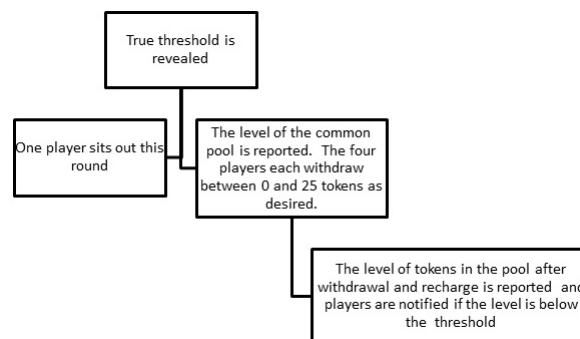 True threshold is
revealed
One player sits out this
round
The level of the common
pool is reported.  The four
players each withdraw
between 0 and 25 tokens as
desired.
The level of tokens in the pool after
withdrawal and recharge is reported  and
players are notified if the level is below
the  threshold